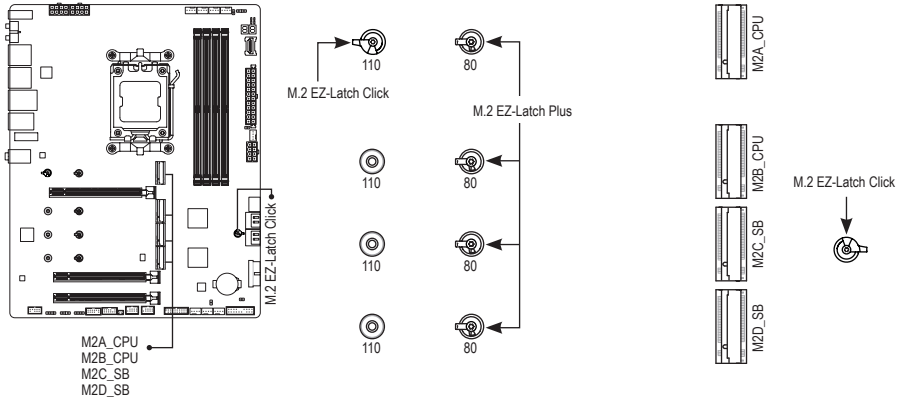 M.2 EZ-Latch Click
M2A_CPU
M2B_CPU
M2C_SB
M2D_SB
110
M.2 EZ-Latch Click
80
M.2 EZ-Latch Plus
110
80
110
80
110
80
M2A_CPU
M2B_CPU
M2C_SB
M2D_SB
M.2 EZ-Latch Click